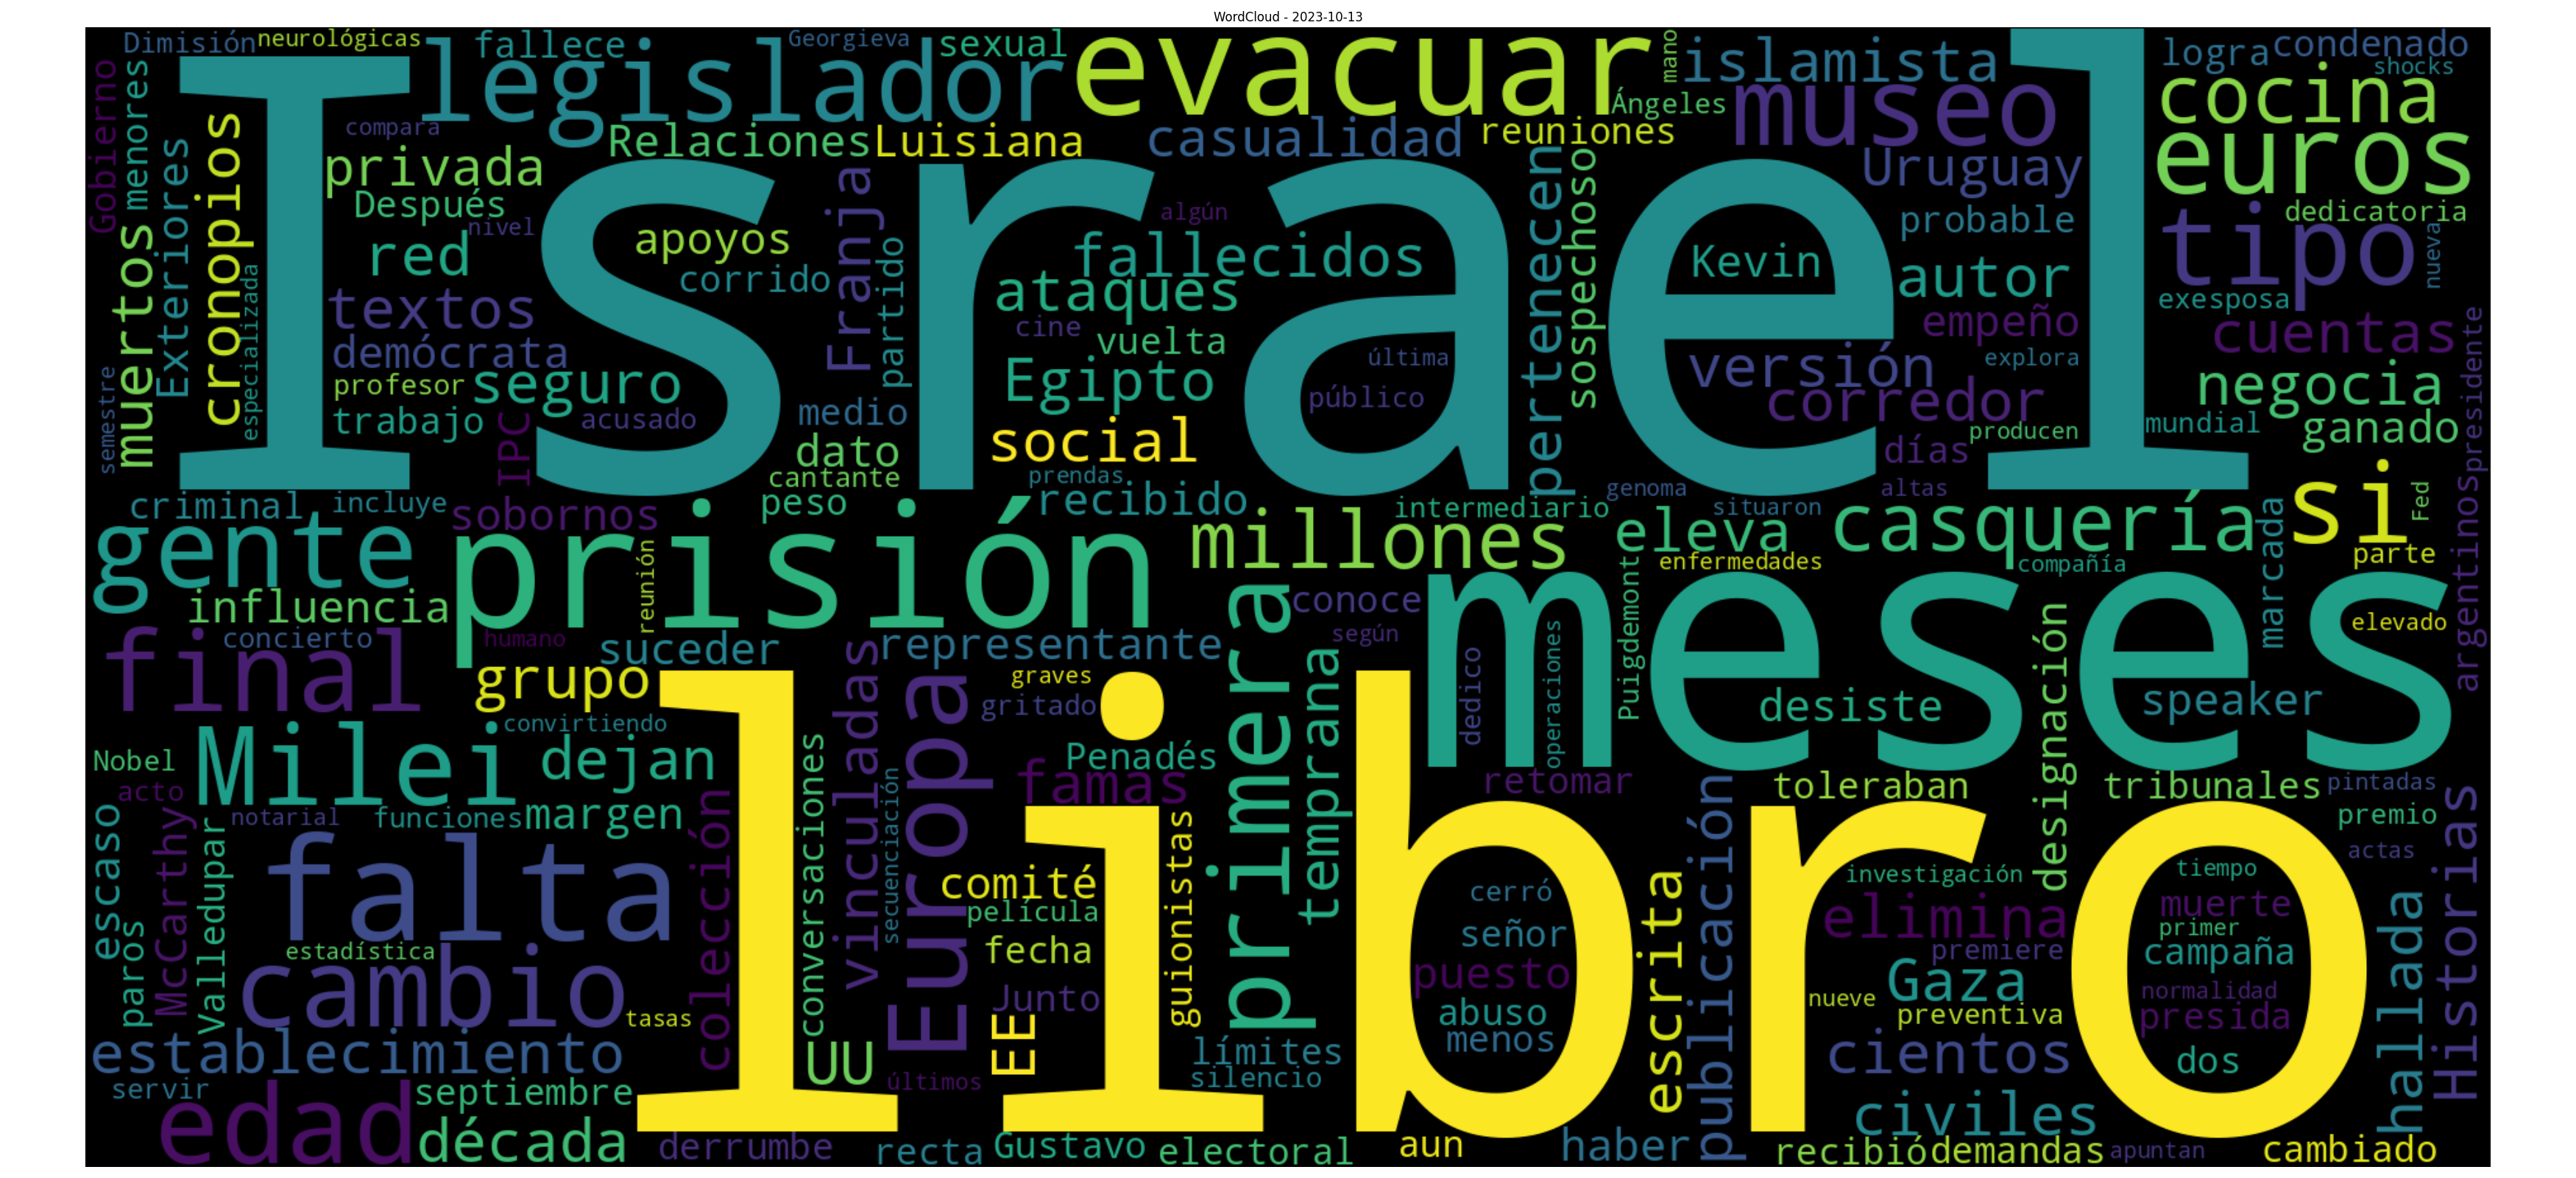 WordCloud - 2023-10-13
Dimisión
neurológicas
fallece
Georgieva
sexual
legislador
evacuar
mano
islamista
logra
condenado
shocks
Gobierno
menores
Exteriores
cronopios
compara
privada
Relaciones
Luisiana
casualidad
reuniones
Ángeles
museo
cocina
euros
Israel
Después
nivel
red
apoyos
corrido
Franja
partido
algún
fallecidos
ataques
pertenecen
sospechoso
Uruguay
probable
Kevin
autor
tipo
dedicatoria
nueva
exesposa
muertos
especializada
semestre
textos
demócrata
profesor
seguro
trabajo
acusado
IPC
medio
dato
cantante
cine
vuelta
Egipto
última
público
social
prendas
versión
empeño
explora
corredor
días
producen
cuentas
negocia
mundial
ganado
presidente
criminal
incluye
sobornos
peso
recibido
intermediario
genoma
situaron
altas
si
Fed
gente
prisión
reunión
millones
eleva
enfermedades
casquería
compañía
marcada
parte
argentinos
influencia
concierto
humano
suceder
vinculadas
representante
primera
conoce
según
meses
Puigdemont
operaciones
dedico
desiste
designación
speaker
elevado
final
grupo
convirtiendo
graves
gritado
Europa
Penadés
temprana
Nobel
Milei
dejan
acto
notarial
funciones
margen
conversaciones
secuenciación
famas
retomar
toleraban
tribunales
pintadas
premio
actas
Historias
libro
escaso
McCarthy
Valledupar
falta
colección
comité
película
guionistas
cerró
señor
escrita
publicación
investigación
elimina
premiere
tiempo
muerte
primer
campaña
hallada
paros
estadística
cambio
tasas
fecha
Junto
EE
puesto
abuso
menos
Gaza
nueve
preventiva
normalidad
presida
establecimiento
UU
últimos
límites
silencio
cientos
dos
servir
edad
septiembre
década
derrumbe
recta
Gustavo
electoral
aun
haber
civiles
recibió
demandas
apuntan
cambiado